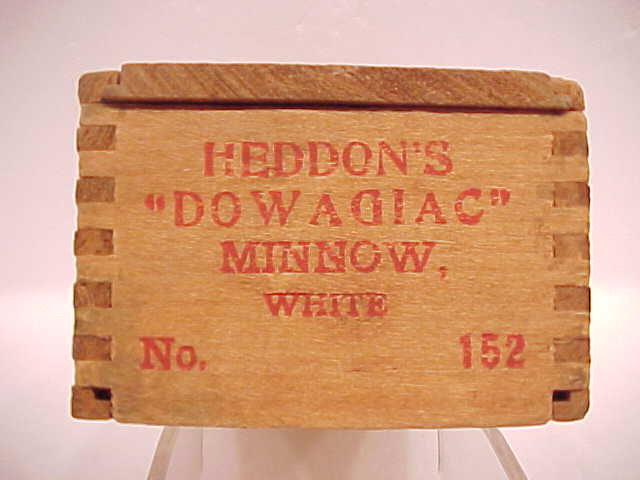 HEDDON'S
"DOWAGIAC"
MINNOW,
WHITE
No. 152